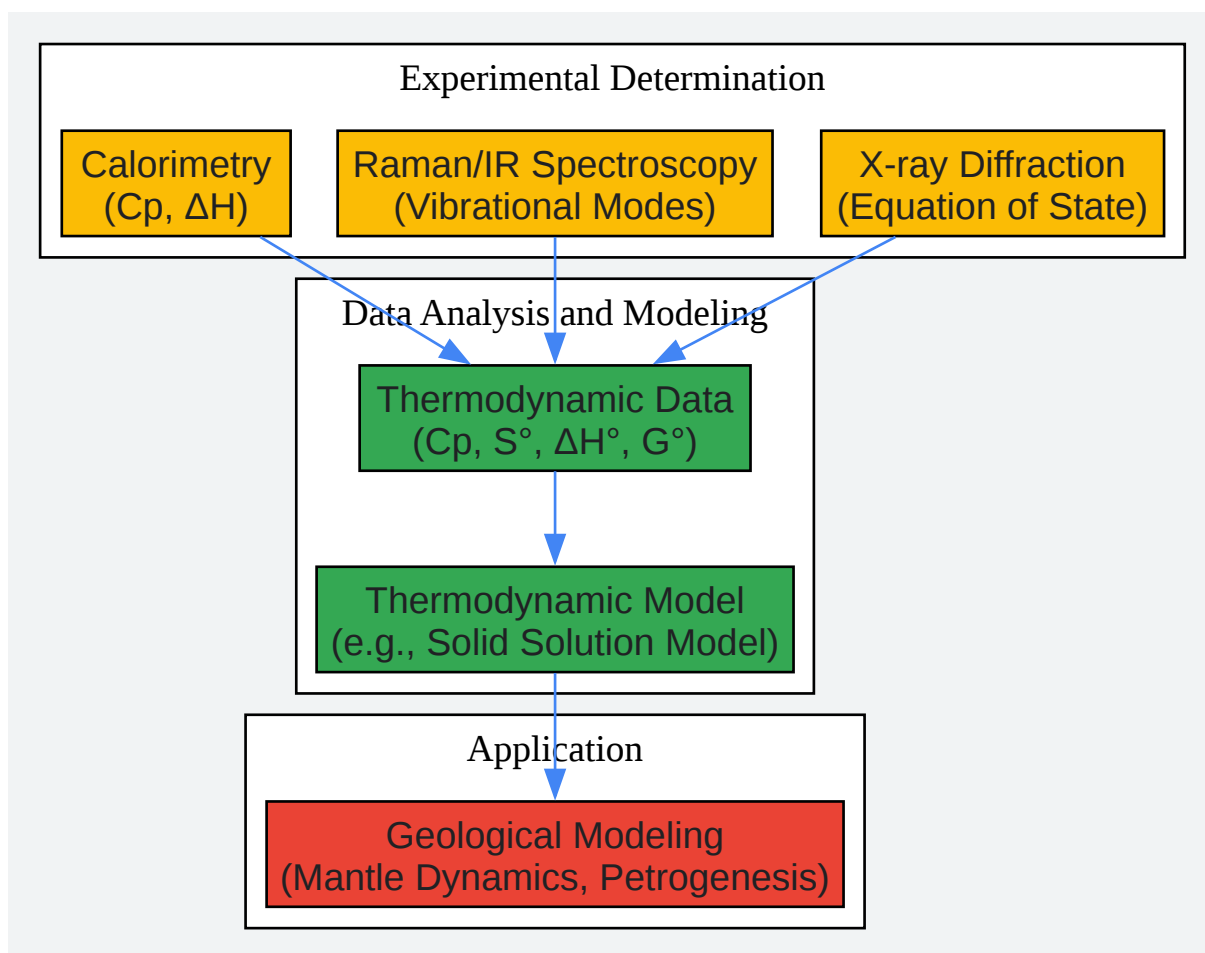 Experimental Determination
Calorimetry
(Cp, ΔH)
Raman/IR Spectroscopy
(Vibrational Modes)
X-ray Diffraction
(Equation of State)
Data Analysis and Modeling
Thermodynamic Data
(Cp, S°, ΔH°, G°)
Thermodynamic Model
(e.g., Solid Solution Model)
Application
Geological Modeling
(Mantle Dynamics, Petrogenesis)